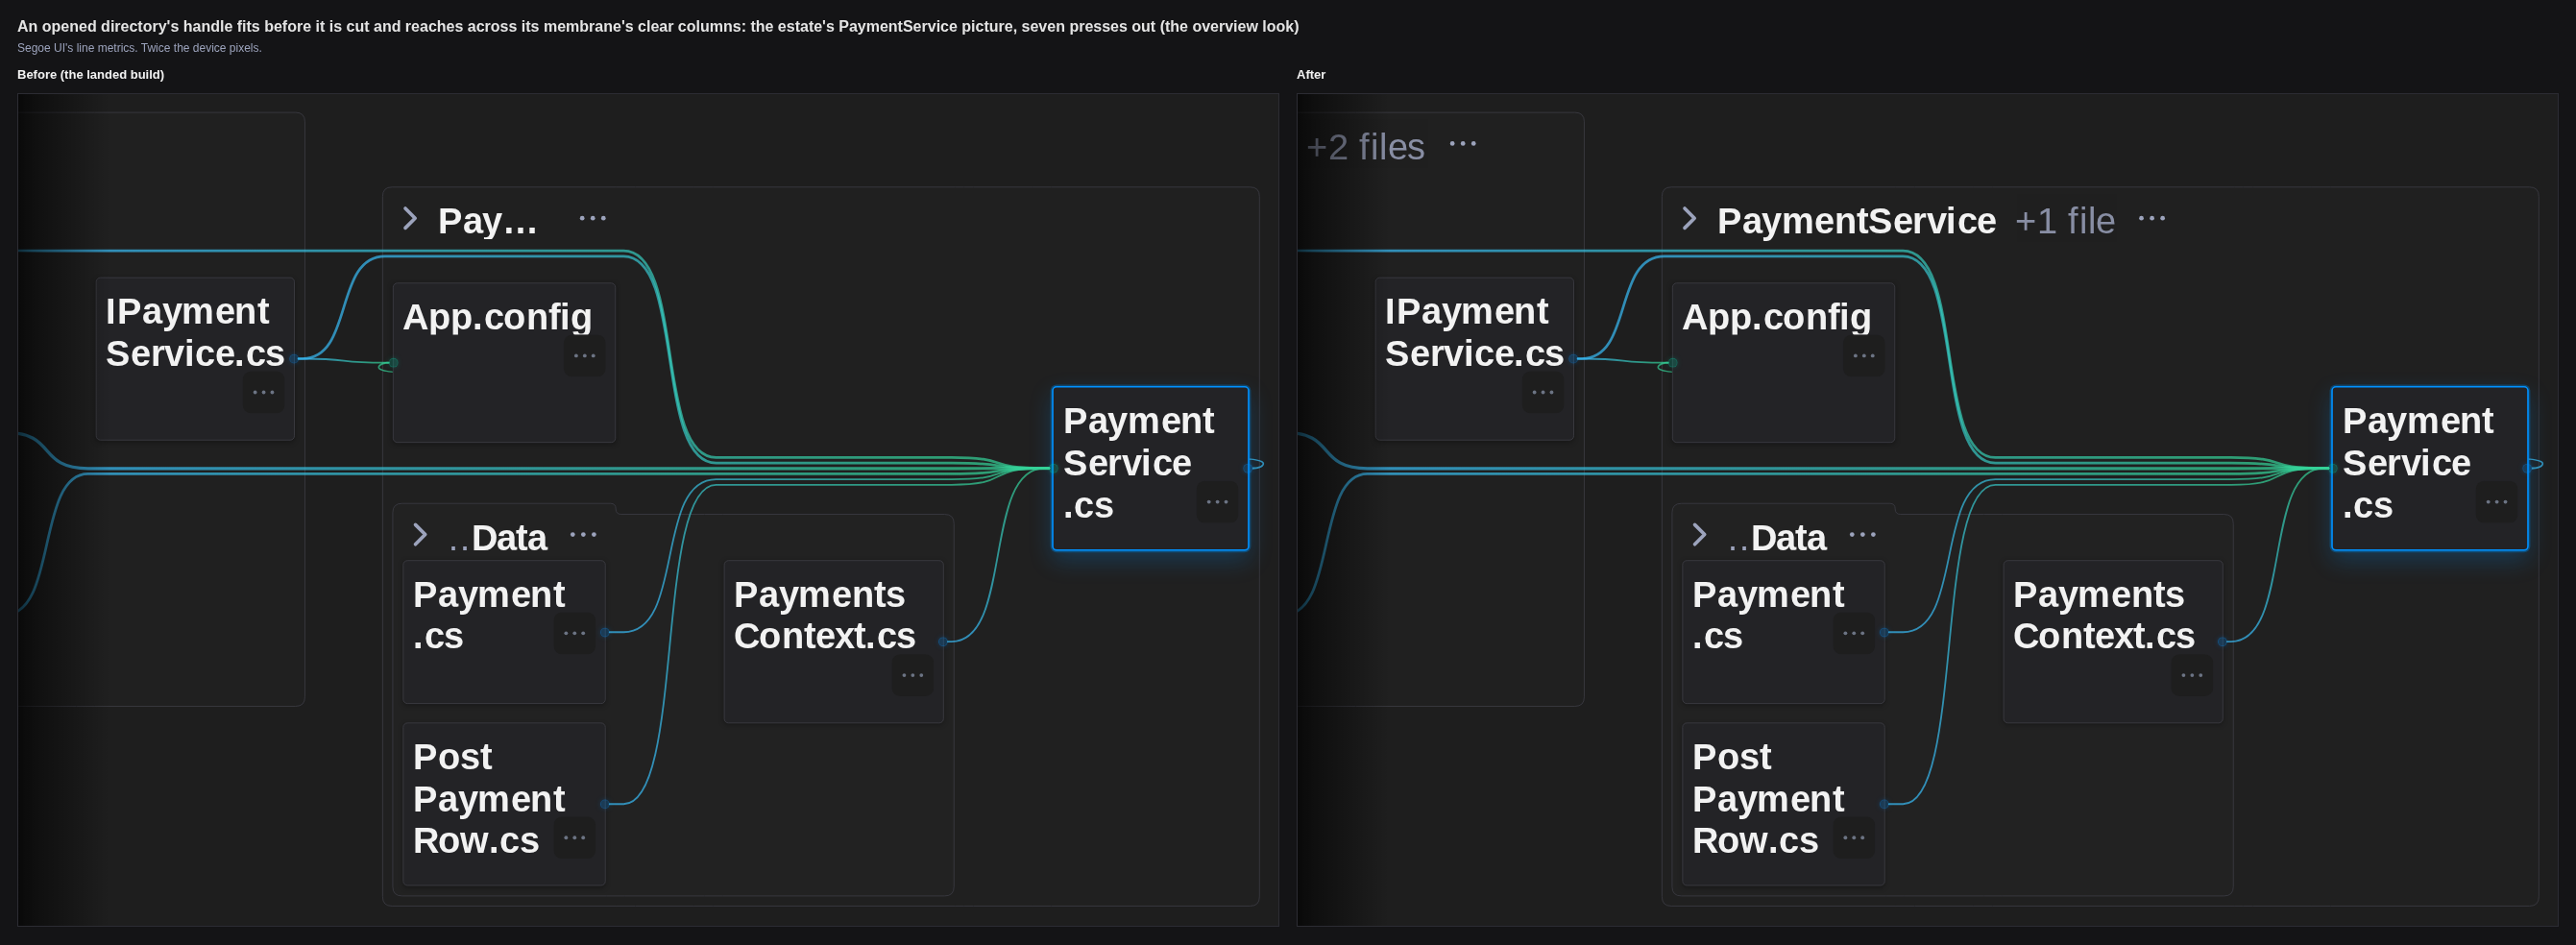 An opened directory's handle fits before it is cut and reaches across its membrane's clear columns: the estate's PaymentService picture, seven presses out (the overview look)
Segoe UI's line metrics. Twice the device pixels.
Before (the landed build)
Pay...
...
IPayment
Service.cs
...
App.config
...
Payment
Service
.cs
...
..Data
...
Payment
.cs
...
Payments
Context.cs
...
Post
Payment
Row.cs
...
After
+2 files
...
PaymentService +1 file
...
IPayment
Service.cs
...
App.config
...
Payment
Service
.cs
...
..Data
...
Payment
.cs
...
Payments
Context.cs
...
Post
Payment
Row.cs
...